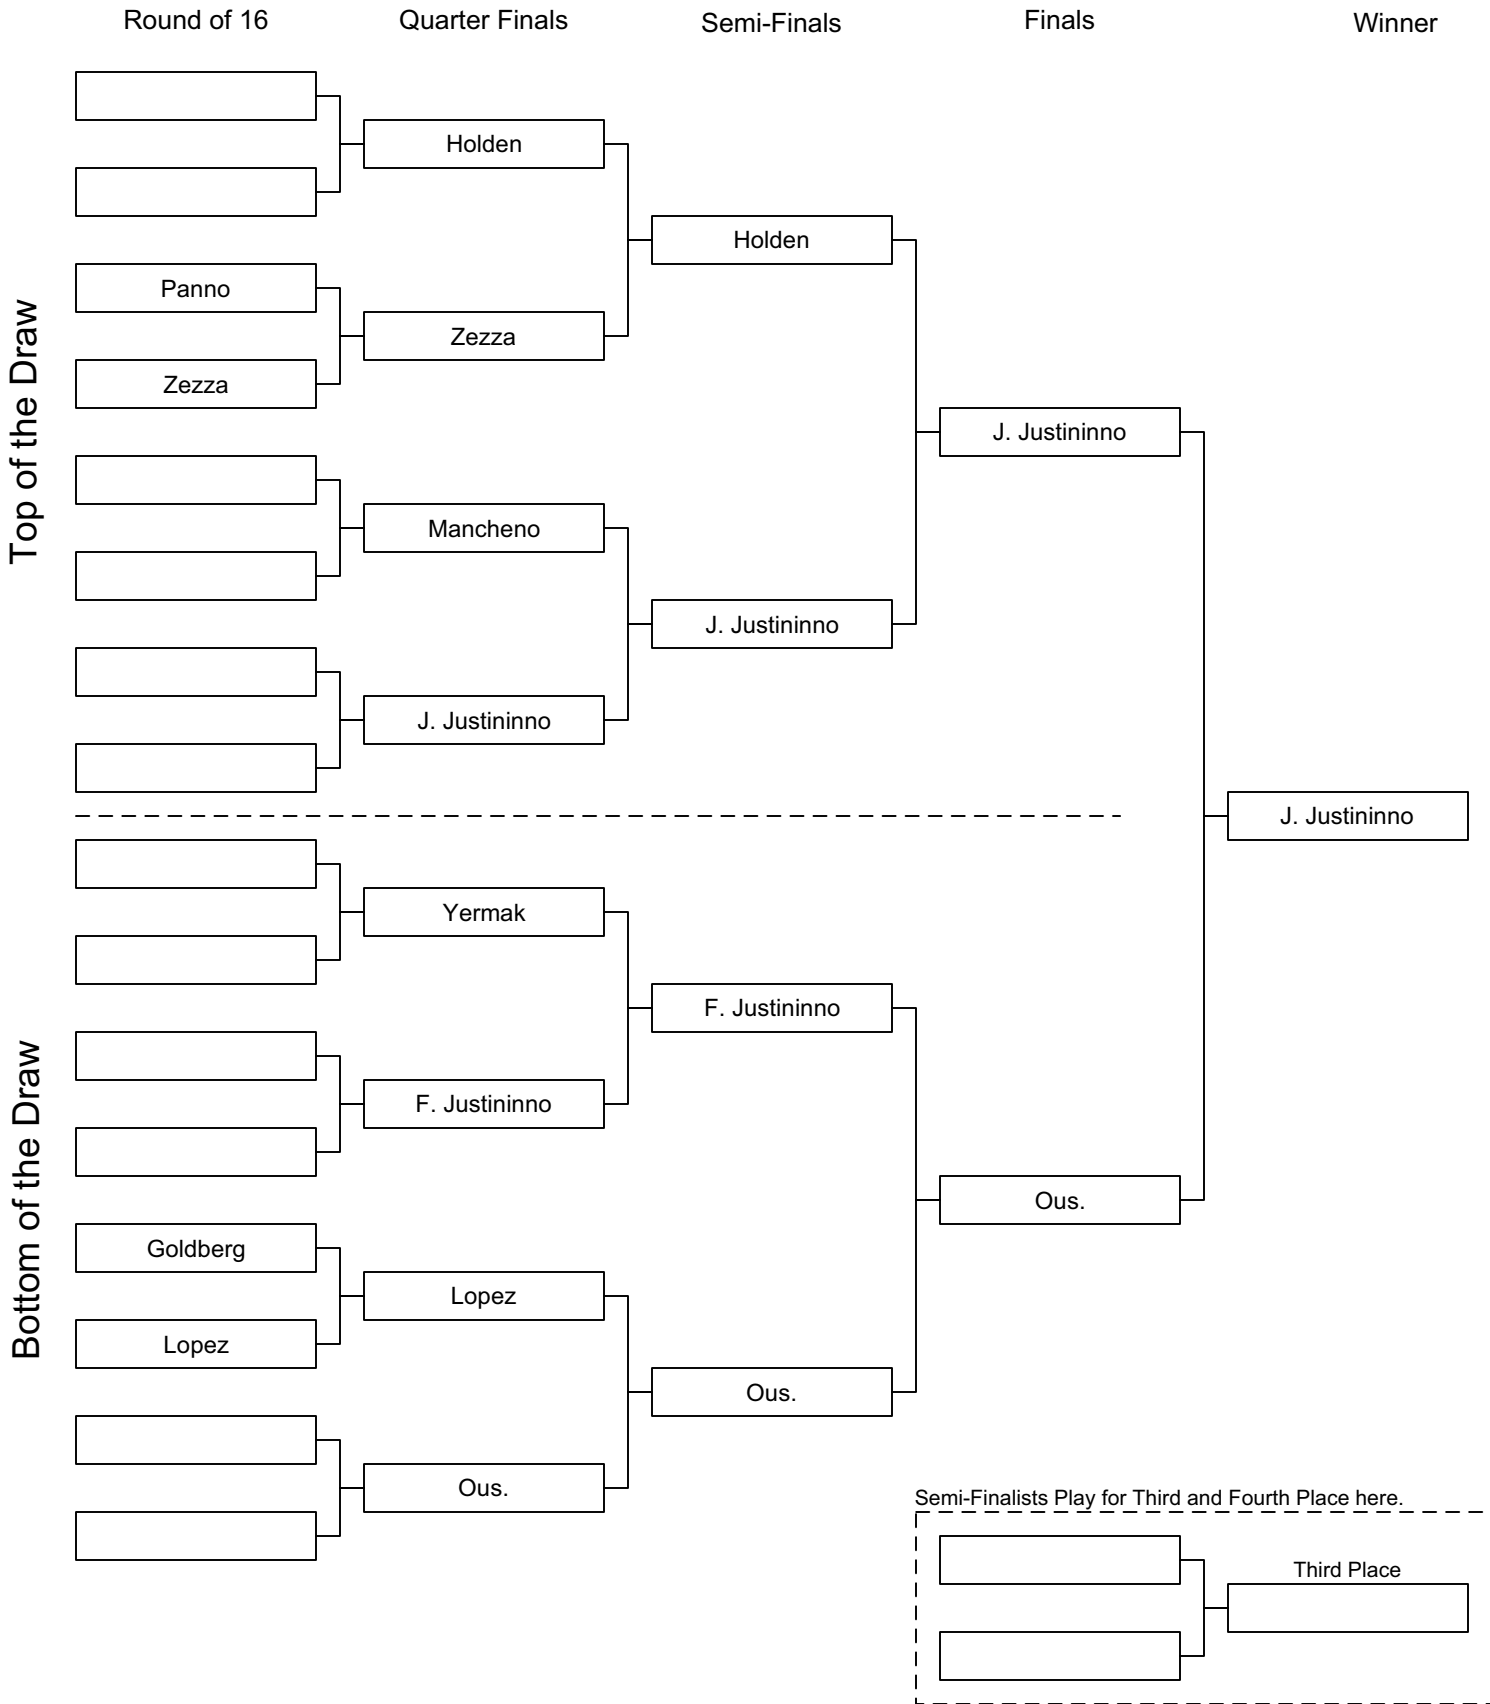 Round of 16
Quarter Finals
Semi-Finals
Finals
Winner
Top of the Draw
Holden
Holden
Panno
Zezza
Zezza
J. Justininno
Mancheno
J. Justininno
J. Justininno
J. Justininno
Bottom of the Draw
Yermak
F. Justininno
F. Justininno
Ous.
Goldberg
Lopez
Lopez
Ous.
Ous.
Semi-Finalists Play for Third and Fourth Place here.
Third Place